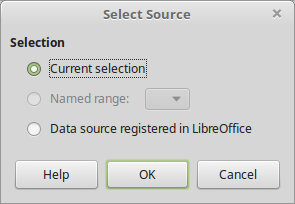 Select Source
Selection
Current selection
Named range:
Data source registered in LibreOffice
Help
OK
Cancel